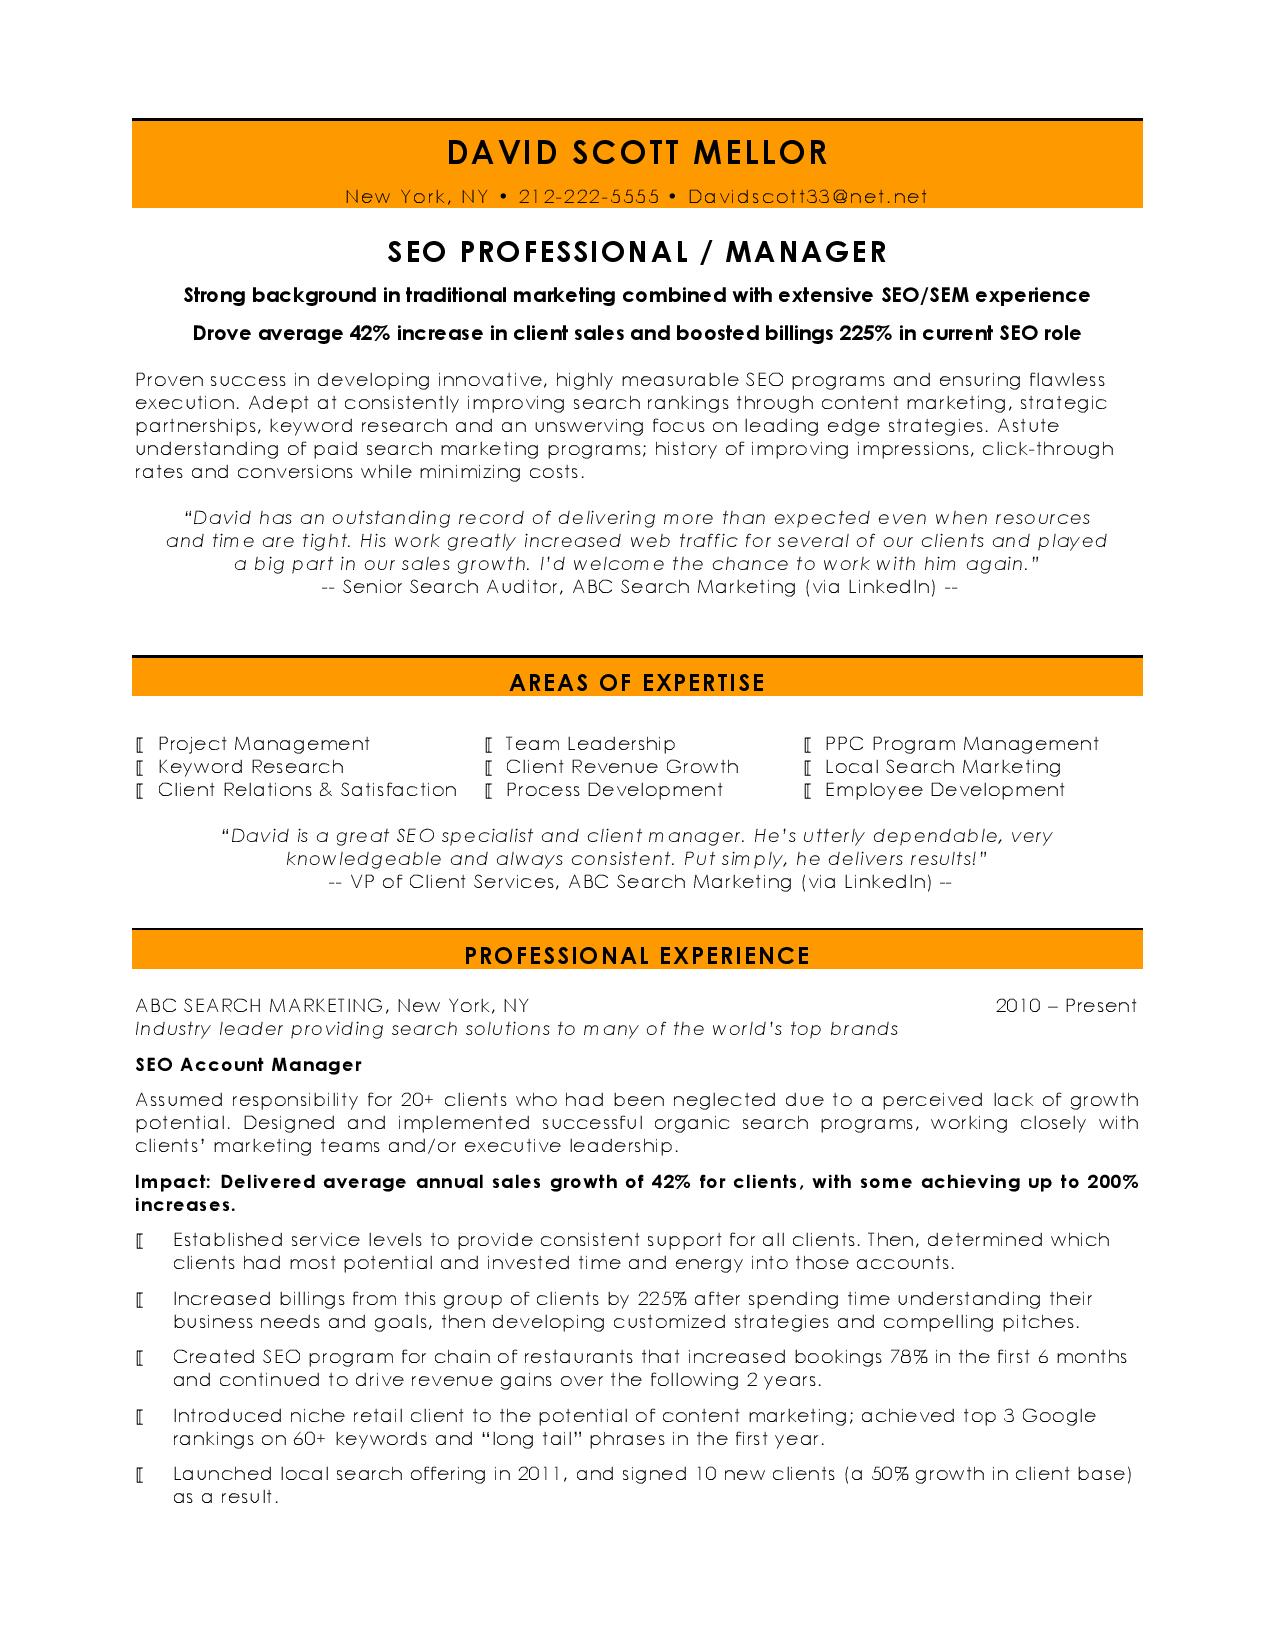 DAVID SCOTT MELLOR
New York, NY • 212-222-5555 • Davidscott33@net.net
SEO PROFESSIONAL / MANAGER
Strong background in traditional marketing combined with extensive SEO/SEM experience
Drove average 42% increase in client sales and boosted billings 225% in current SEO role
Proven success in developing innovative, highly measurable SEO programs and ensuring flawless
execution. Adept at consistently improving search rankings through content marketing, strategic
partnerships, keyword research and an unswerving focus on leading edge strategies. Astute
understanding of paid search marketing programs; history of improving impressions, click-through
rates and conversions while minimizing costs.
“David has an outstanding record of delivering more than expected even when resources
and time are tight. His work greatly increased web traffic for several of our clients and played
a big part in our sales growth. I’d welcome the chance to work with him again.”
-- Senior Search Auditor, ABC Search Marketing (via LinkedIn) --
AREAS OF EXPERTISE
⟦ Project Management ⟦ Team Leadership ⟦ PPC Program Management
⟦ Keyword Research ⟦ Client Revenue Growth ⟦ Local Search Marketing
⟦ Client Relations & Satisfaction ⟦ Process Development ⟦ Employee Development
“David is a great SEO specialist and client manager. He’s utterly dependable, very
knowledgeable and always consistent. Put simply, he delivers results!”
-- VP of Client Services, ABC Search Marketing (via LinkedIn) --
PROFESSIONAL EXPERIENCE
ABC SEARCH MARKETING, New York, NY 2010 – Present
Industry leader providing search solutions to many of the world’s top brands
SEO Account Manager
Assumed responsibility for 20+ clients who had been neglected due to a perceived lack of growth
potential. Designed and implemented successful organic search programs, working closely with
clients’ marketing teams and/or executive leadership.
Impact: Delivered average annual sales growth of 42% for clients, with some achieving up to 200%
increases.
⟦ Established service levels to provide consistent support for all clients. Then, determined which
clients had most potential and invested time and energy into those accounts.
⟦ Increased billings from this group of clients by 225% after spending time understanding their
business needs and goals, then developing customized strategies and compelling pitches.
⟦ Created SEO program for chain of restaurants that increased bookings 78% in the first 6 months
and continued to drive revenue gains over the following 2 years.
⟦ Introduced niche retail client to the potential of content marketing; achieved top 3 Google
rankings on 60+ keywords and “long tail” phrases in the first year.
⟦ Launched local search offering in 2011, and signed 10 new clients (a 50% growth in client base)
as a result.